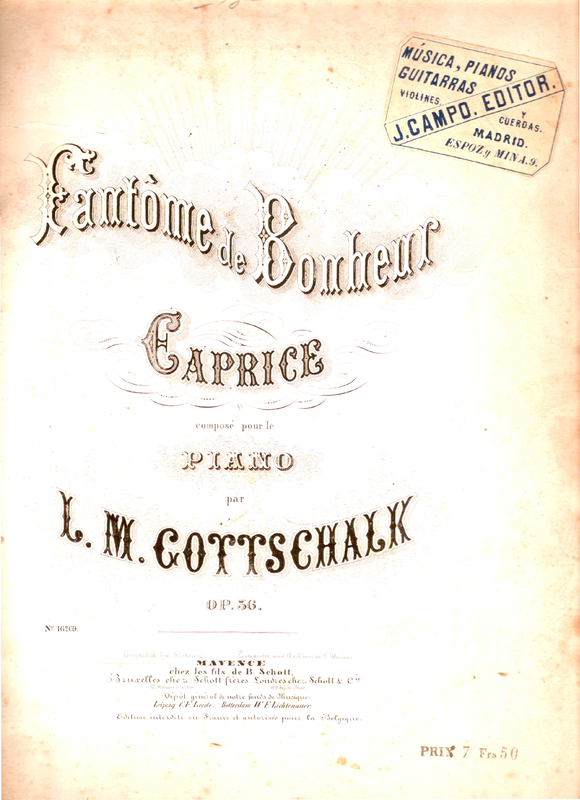 MÚSICA, PIANOS
GUITARRAS
VIOLINES, Y CUERDAS.
J. CAMPO. EDITOR.
MADRID.
ESPOZ y MINA. 9.
Fantôme de Bonheur
CAPRICE
composé pour le
PIANO
par
L. M. GOTTSCHALK
OP. 36.
No. 16269.
MAYENCE
chez les fils de B. Schott.
Bruxelles chez Schott frères. Londres chez Schott & Co.
Dépôt général de notre fonds de Musique.
Leipzig C. F. Leede. Rotterdam W. F. Lichtenauer.
Edition interdite en France et autorisée pour la Belgique.
PRIX 7 Frs 50